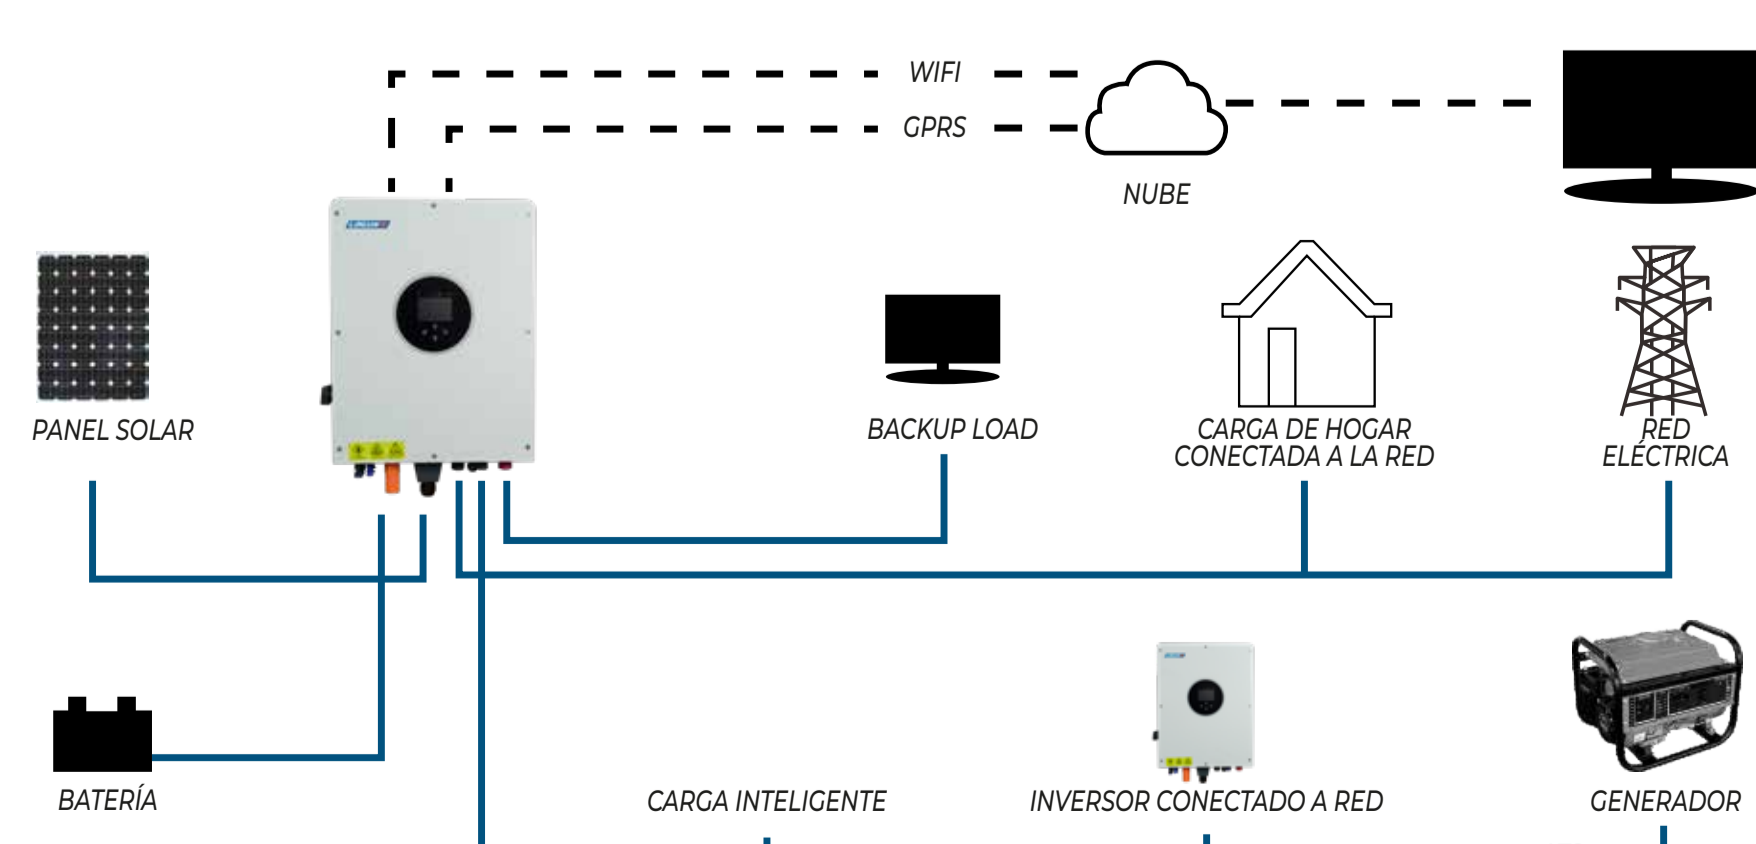 WIFI
GPRS
NUBE
PANEL SOLAR
BACKUP LOAD
CARGA DE HOGAR
CONECTADA A LA RED
RED
ELÉCTRICA
BATERÍA
CARGA INTELIGENTE
INVERSOR CONECTADO A RED
GENERADOR